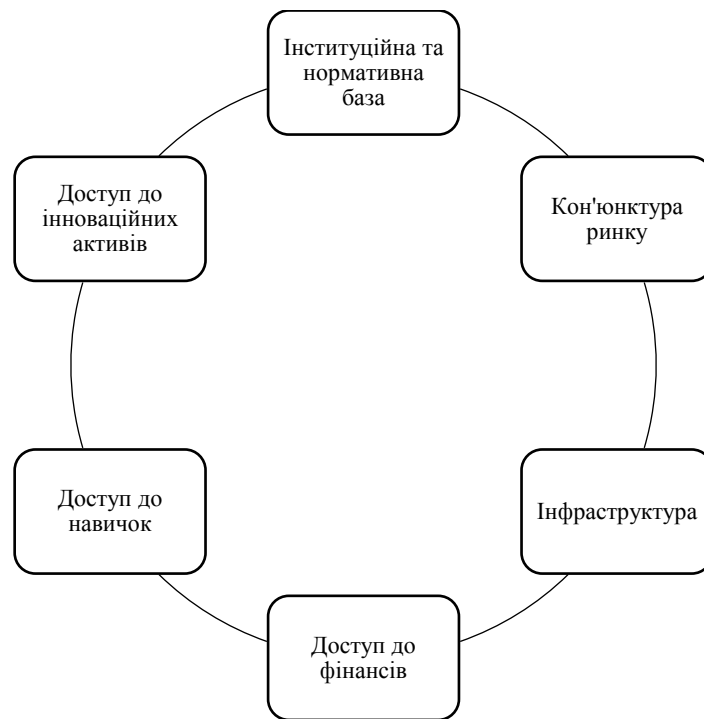 Інституційна та
нормативна
база
Кон'юнктура
ринку
Інфраструктура
Доступ до
фінансів
Доступ до
навичок
Доступ до
інноваційних
активів